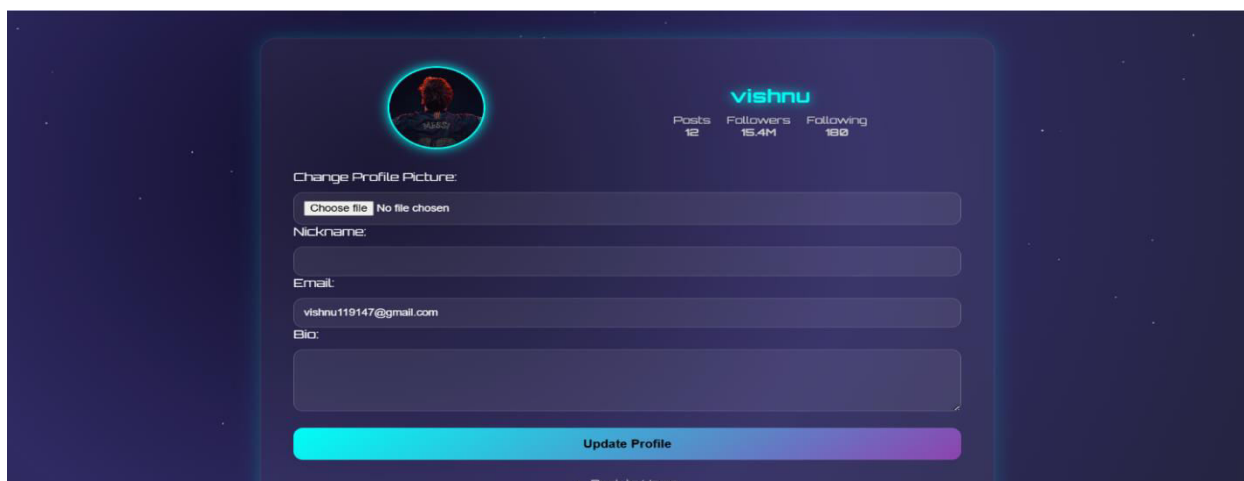 vishnu
Posts Followers Following
12 15.4M 180
Change Profile Picture:
Choose file No file chosen
Nickname:
Email:
vishnu119147@gmail.com
Bio:
Update Profile